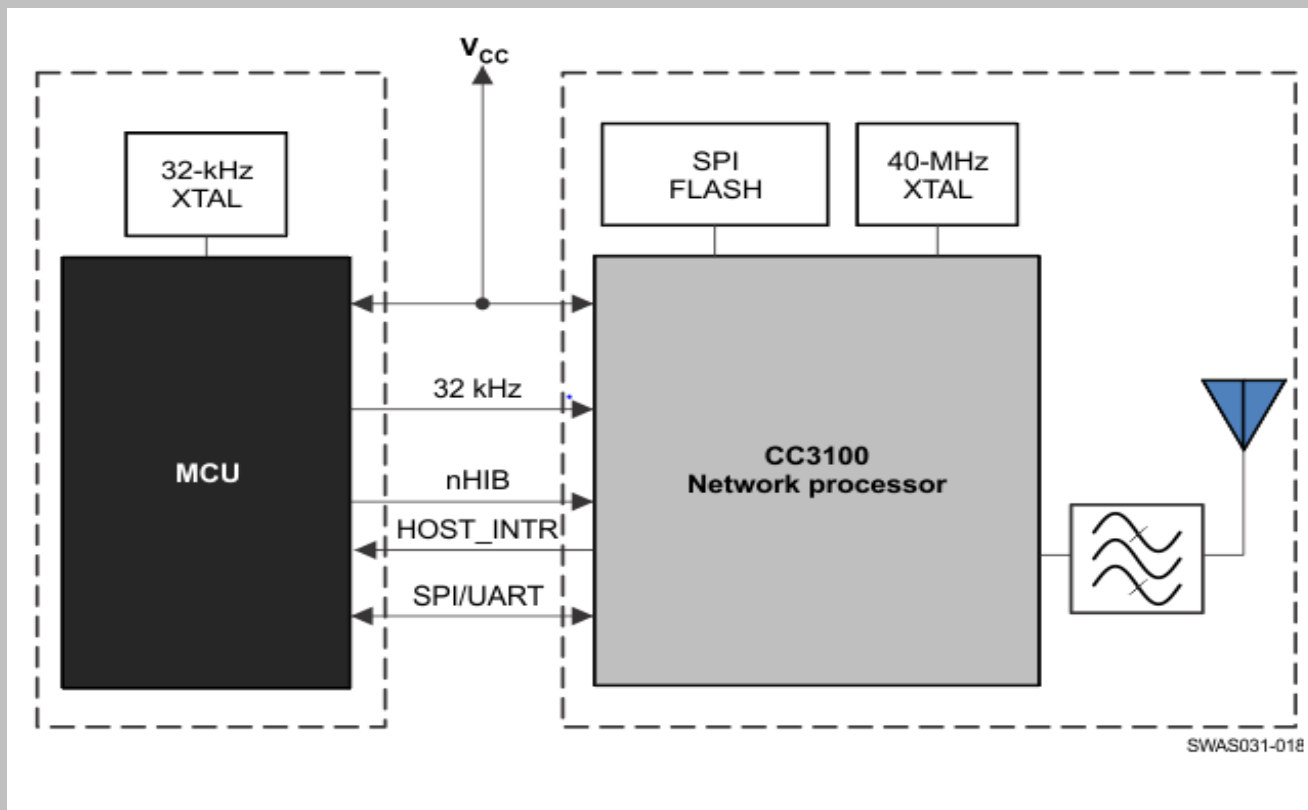 VCC
32-kHz
XTAL
SPI
FLASH
40-MHz
XTAL
32 kHz
MCU
nHIB
HOST_INTR
SPI/UART
CC3100
Network processor
SWAS031-018